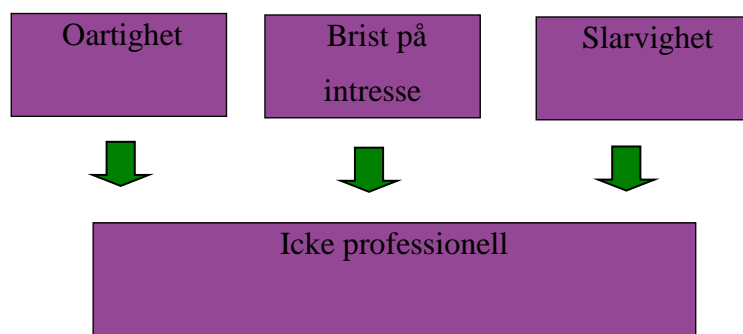 Oartighet
Brist på
intresse
Slarvighet
Icke professionell